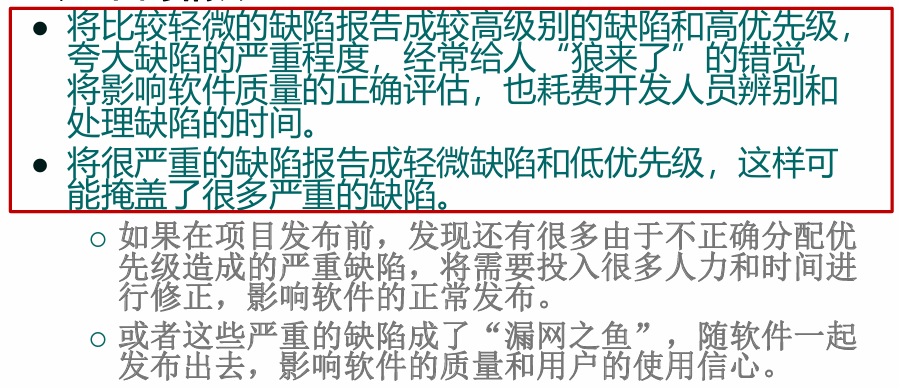 将比较轻微的缺陷报告成较高级别的缺陷和高优先级，
夸大缺陷的严重程度，经常给人“狼来了”的错觉，
将影响软件质量的正确评估，也耗费开发人员辨别和
处理缺陷的时间。
将很严重的缺陷报告成轻微缺陷和低优先级，这样可
能掩盖了很多严重的缺陷。
如果在项目发布前，发现还有很多由于不正确分配优
先级造成的严重缺陷，将需要投入很多人力和时间进
行修正，影响软件的正常发布。
或者这些严重的缺陷成了“漏网之鱼”，随软件一起
发布出去，影响软件的质量和用户的使用信心。